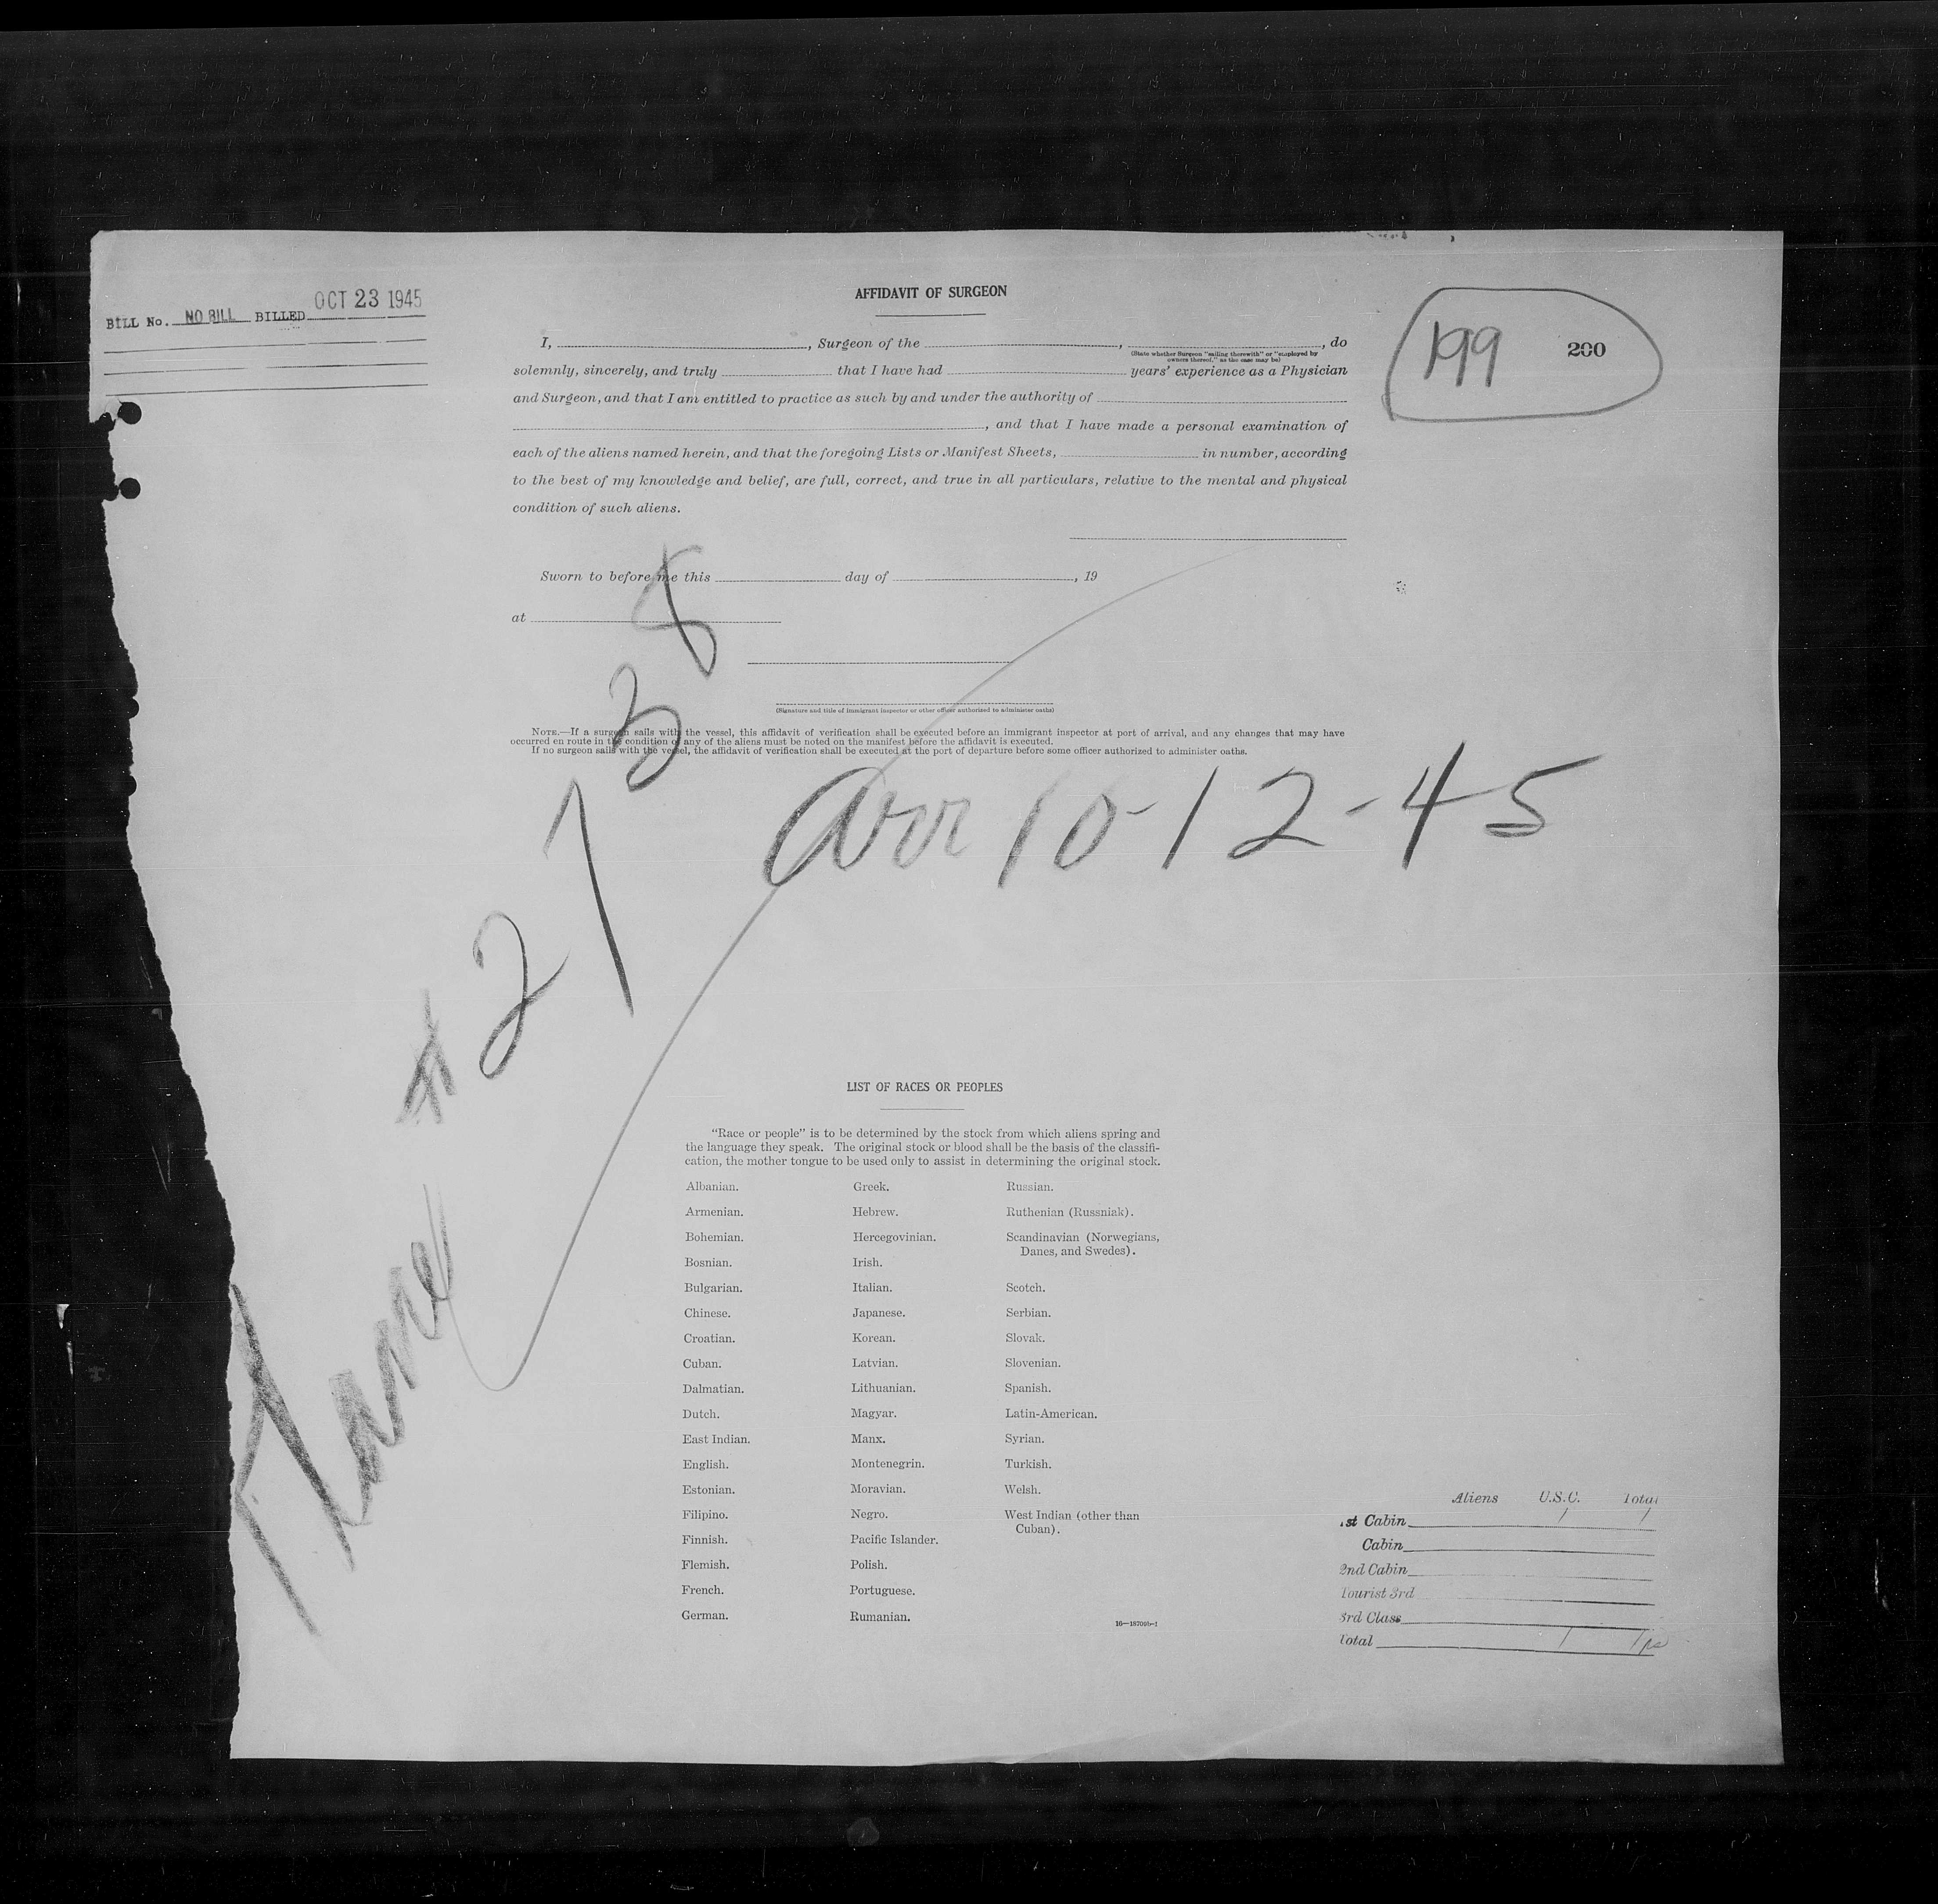 BILL No. NO BILL BILLED OCT 23 1945
AFFIDAVIT OF SURGEON
199 200
I, , Surgeon of the , , do
(State whether Surgeon "sailing therewith" or "employed by
owners thereof," as the case may be)
solemnly, sincerely, and truly that I have had years' experience as a Physician
and Surgeon, and that I am entitled to practice as such by and under the authority of
, and that I have made a personal examination of
each of the aliens named herein, and that the foregoing Lists or Manifest Sheets, in number, according
to the best of my knowledge and belief, are full, correct, and true in all particulars, relative to the mental and physical
condition of such aliens.
Sworn to before me this day of , 19
at
(Signature and title of immigrant inspector or other officer authorized to administer oaths)
NOTE.—If a surgeon sails with the vessel, this affidavit of verification shall be executed before an immigrant inspector at port of arrival, and any changes that may have
occurred en route in the condition of any of the aliens must be noted on the manifest before the affidavit is executed.
If no surgeon sails with the vessel, the affidavit of verification shall be executed at the port of departure before some officer authorized to administer oaths.
Plane #2738
arr 10-12-45
LIST OF RACES OR PEOPLES
"Race or people" is to be determined by the stock from which aliens spring and
the language they speak. The original stock or blood shall be the basis of the classifi-
cation, the mother tongue to be used only to assist in determining the original stock.
Albanian. Greek. Russian.
Armenian. Hebrew. Ruthenian (Russniak).
Bohemian. Hercegovinian. Scandinavian (Norwegians,
Danes, and Swedes).
Bosnian. Irish.
Bulgarian. Italian. Scotch.
Chinese. Japanese. Serbian.
Croatian. Korean. Slovak.
Cuban. Latvian. Slovenian.
Dalmatian. Lithuanian. Spanish.
Dutch. Magyar. Latin-American.
East Indian. Manx. Syrian.
English. Montenegrin. Turkish.
Estonian. Moravian. Welsh.
Filipino. Negro. West Indian (other than
Cuban).
Finnish. Pacific Islander.
Flemish. Polish.
French. Portuguese.
German. Rumanian.
16—18709b-1
Aliens U.S.C. Total
1st Cabin 1 1
Cabin
2nd Cabin
Tourist 3rd
3rd Class
Total 1 1